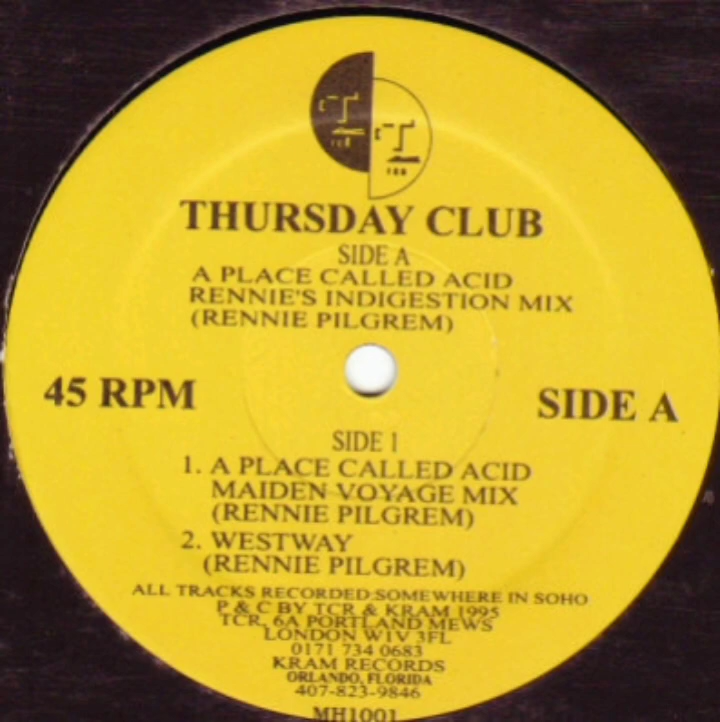 THURSDAY CLUB
SIDE A
A PLACE CALLED ACID
RENNIE'S INDIGESTION MIX
(RENNIE PILGREM)
45 RPM
SIDE A
SIDE 1
1. A PLACE CALLED ACID
MAIDEN VOYAGE MIX
(RENNIE PILGREM)
2. WESTWAY
(RENNIE PILGREM)
ALL TRACKS RECORDED:SOMEWHERE IN SOHO
P & C BY TCR & KRAM 1995
TCR, 6A PORTLAND MEWS
LONDON W1V 3FL
0171 734 0683
KRAM RECORDS
ORLANDO, FLORIDA
407-823-9846
MH1001